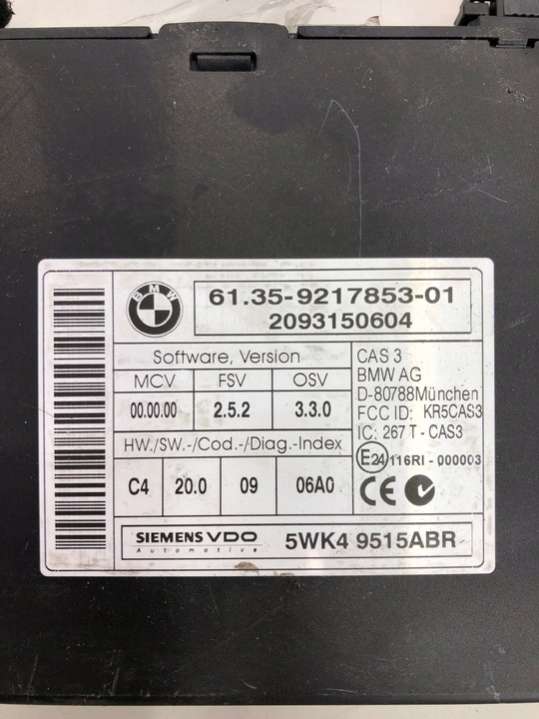 BMW
61.35-9217853-01
2093150604
Software, Version
MCV FSV OSV
00.00.00 2.5.2 3.3.0
HW./SW.-/Cod.-/Diag.-Index
C4 20.0 09 06A0
CAS 3
BMW AG
D-80788München
FCC ID: KR5CAS3
IC: 267 T - CAS3
E24 116RI - 000003
CE
SIEMENS VDO
Automotive
5WK4 9515ABR